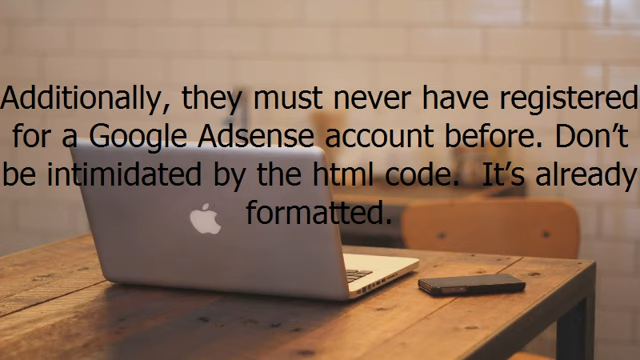 Additionally, they must never have registered
for a Google Adsense account before. Don’t
be intimidated by the html code.  It’s already
formatted.